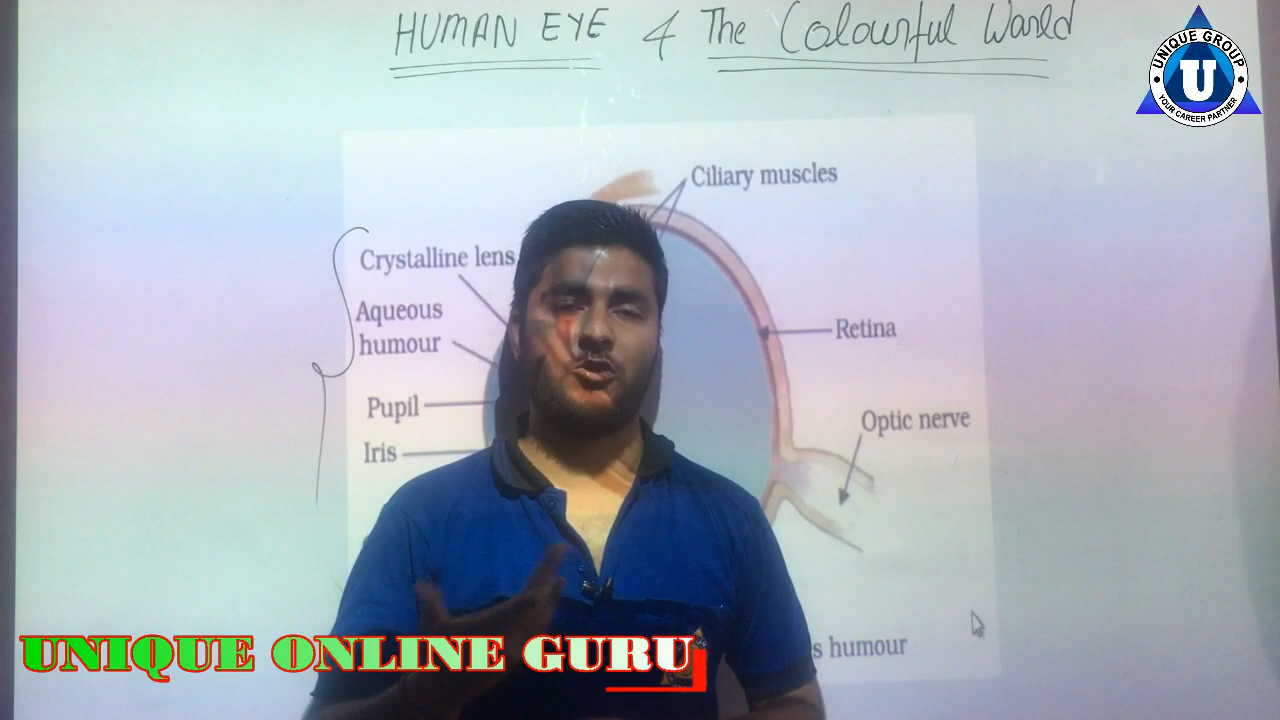 HUMAN EYE & The Colourful World
UNIQUE GROUP
U
YOUR CAREER PARTNER
Ciliary muscles
Crystalline lens
Aqueous
humour
Retina
Pupil
Optic nerve
Iris
s humour
UNIQUE ONLINE GURU